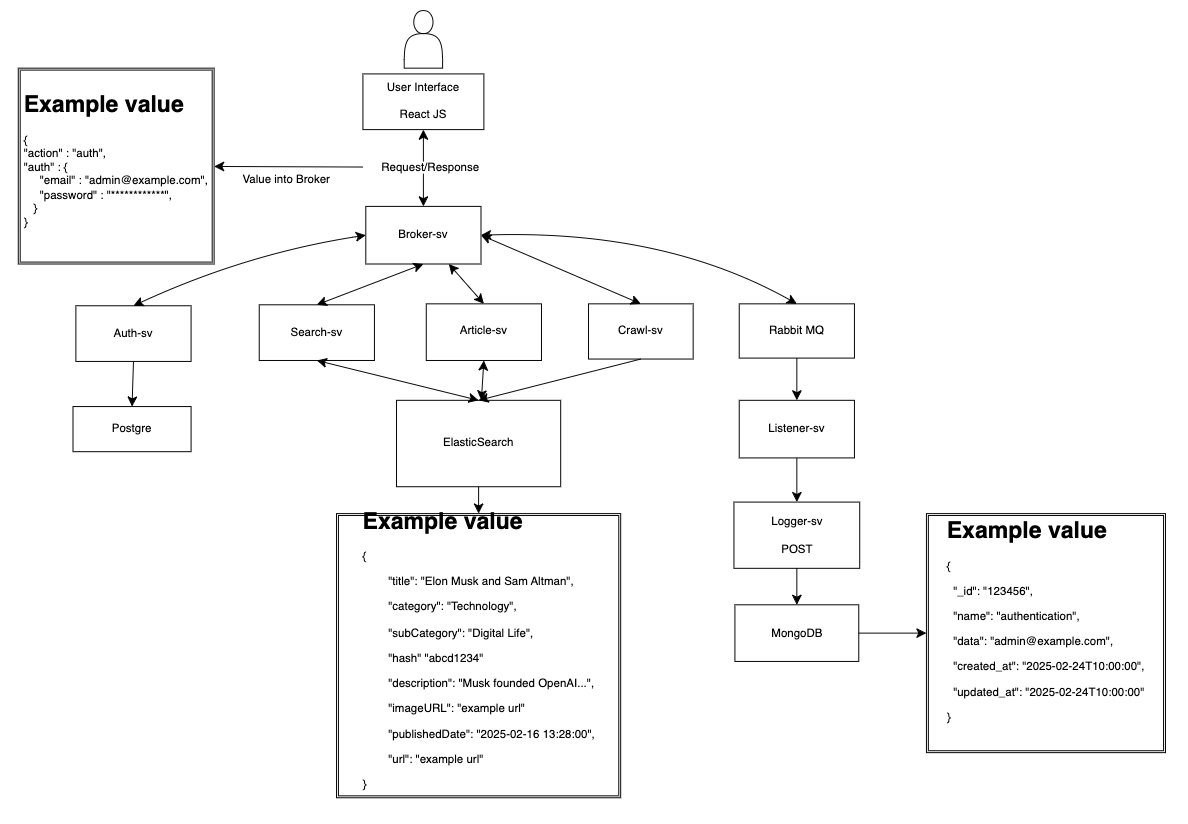 User Interface
React JS
Example value
{
"action" : "auth",
"auth" : {
"email" : "admin@example.com",
"password" : "************",
}
}
Request/Response
Value into Broker
Broker-sv
Auth-sv
Search-sv
Article-sv
Crawl-sv
Rabbit MQ
Postgre
ElasticSearch
Listener-sv
Logger-sv
POST
MongoDB
Example value
{
"title": "Elon Musk and Sam Altman",
"category": "Technology",
"subCategory": "Digital Life",
"hash" "abcd1234"
"description": "Musk founded OpenAI...",
"imageURL": "example url"
"publishedDate": "2025-02-16 13:28:00",
"url": "example url"
}
Example value
{
"_id": "123456",
"name": "authentication",
"data": "admin@example.com",
"created_at": "2025-02-24T10:00:00",
"updated_at": "2025-02-24T10:00:00"
}